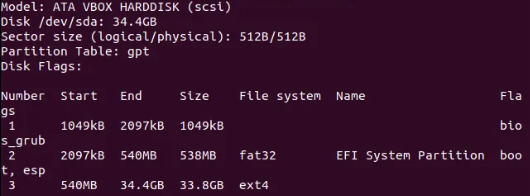 Model: ATA VBOX HARDDISK (scsi)
Disk /dev/sda: 34.4GB
Sector size (logical/physical): 512B/512B
Partition Table: gpt
Disk Flags:

Number  Start   End     Size    File system  Name                  Fla
gs
 1      1049kB  2097kB  1049kB                                     bio
s_grub
 2      2097kB  540MB   538MB   fat32        EFI System Partition  boo
t, esp
 3      540MB   34.4GB  33.8GB  ext4